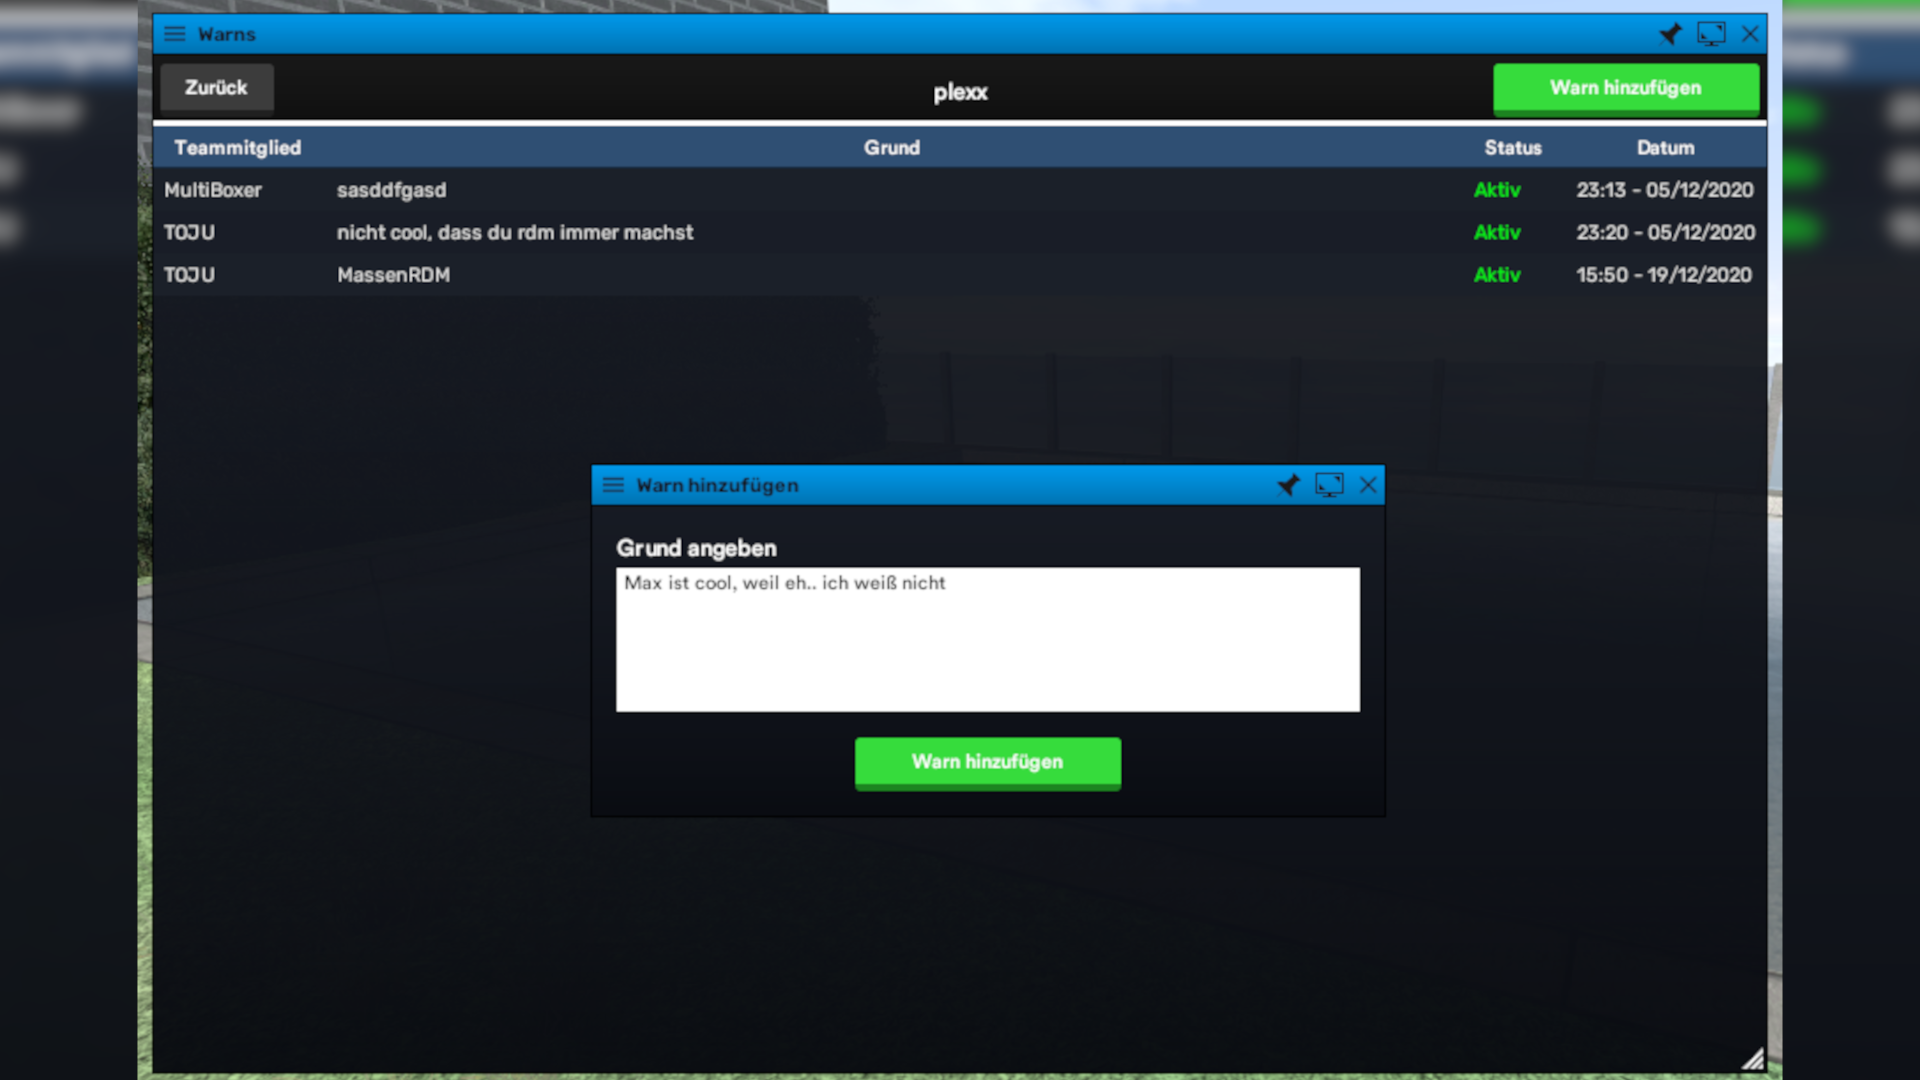 Warns
Zurück
plexx
Warn hinzufügen
Teammitglied Grund Status Datum
MultiBoxer sasddfgasd Aktiv 23:13 - 05/12/2020
TOJU nicht cool, dass du rdm immer machst Aktiv 23:20 - 05/12/2020
TOJU MassenRDM Aktiv 15:50 - 19/12/2020
Warn hinzufügen
Grund angeben
Max ist cool, weil eh.. ich weiß nicht
Warn hinzufügen